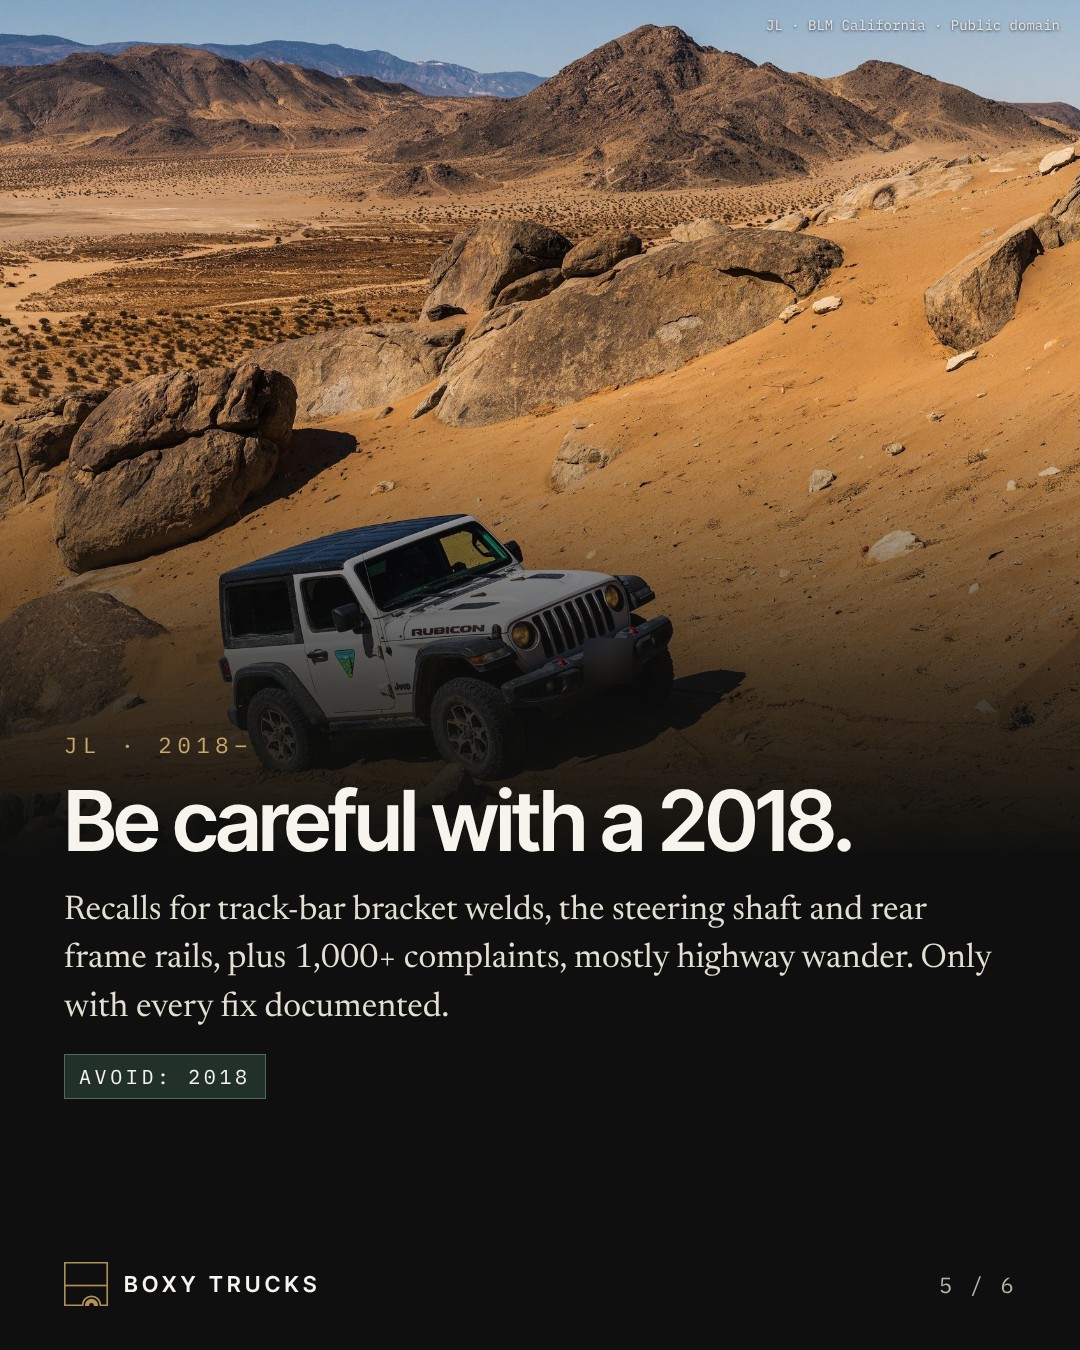 JL · BLM California · Public domain
RUBICON
Jeep
JL · 2018–
Be careful with a 2018.
Recalls for track-bar bracket welds, the steering shaft and rear
frame rails, plus 1,000+ complaints, mostly highway wander. Only
with every fix documented.
AVOID: 2018
BOXY TRUCKS
5 / 6